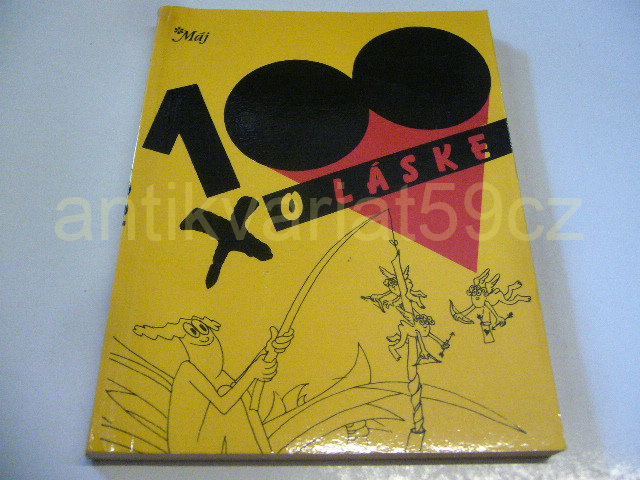 *Máj
100
X O LÁSKE
antikvariat59cz